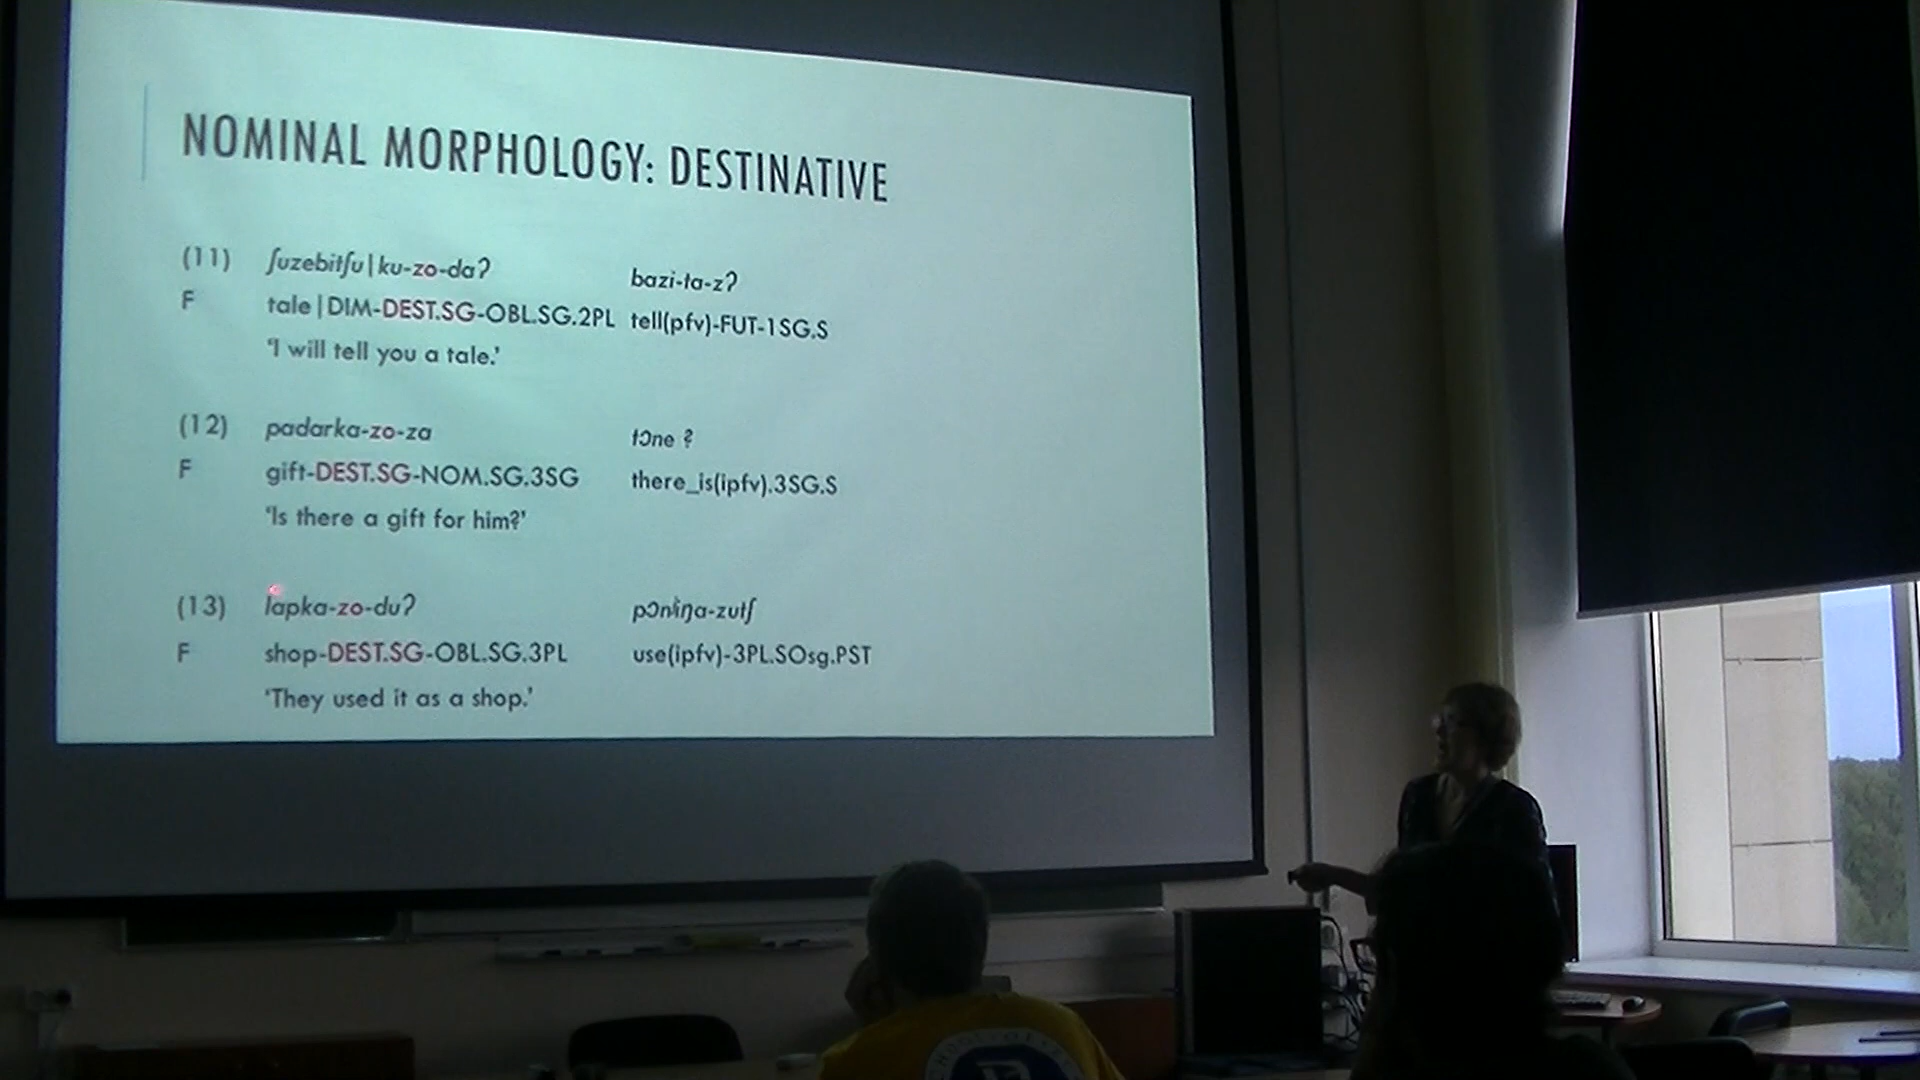 NOMINAL MORPHOLOGY: DESTINATIVE
(11) ʃuzebitʃu|ku-zo-daʔ bazi-ta-zʔ
F tale|DIM-DEST.SG-OBL.SG.2PL tell(pfv)-FUT-1SG.S
'I will tell you a tale.'
(12) padarka-zo-za tɔne ?
F gift-DEST.SG-NOM.SG.3SG there_is(ipfv).3SG.S
'Is there a gift for him?'
(13) lapka-zo-duʔ
F shop-DEST.SG-OBL.SG.3PL use(ipfv)-3PL.SOsg.PST
'They used it as a shop.'